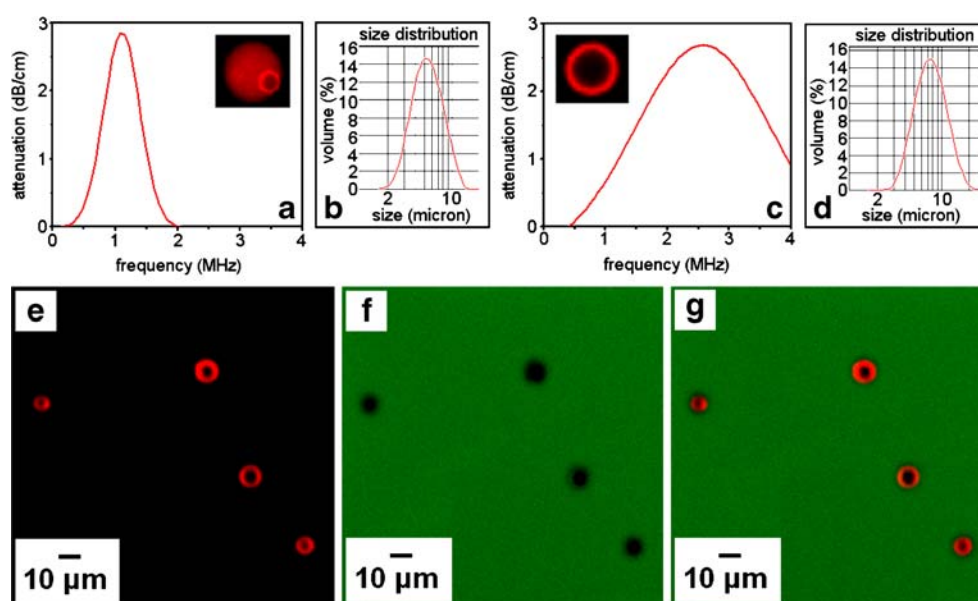 3
2
1
0
attenuation (dB/cm)
0 1 2 3 4
frequency (MHz)
a
size distribution
16
14
12
10
8
6
4
2
0
volume (%)
2 10
size (micron)
b
3
2
1
0
attenuation (dB/cm)
0 1 2 3 4
frequency (MHz)
c
size distribution
16
14
12
10
8
6
4
2
0
volume (%)
2 10
size (micron)
d
e
10 µm
f
10 µm
g
10 µm